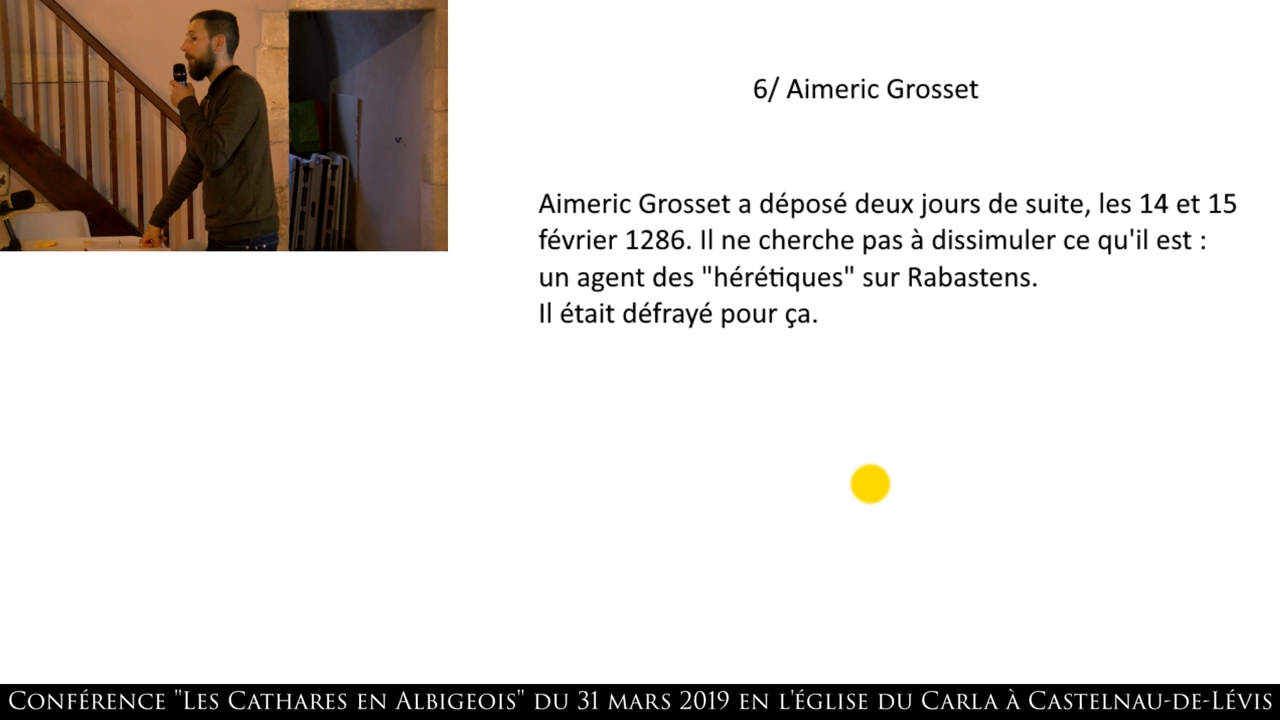 6/ Aimeric Grosset
Aimeric Grosset a déposé deux jours de suite, les 14 et 15
février 1286. Il ne cherche pas à dissimuler ce qu'il est :
un agent des "hérétiques" sur Rabastens.
Il était défrayé pour ça.
Conférence "Les Cathares en Albigeois" du 31 mars 2019 en l'église du Carla à Castelnau-de-Lévis